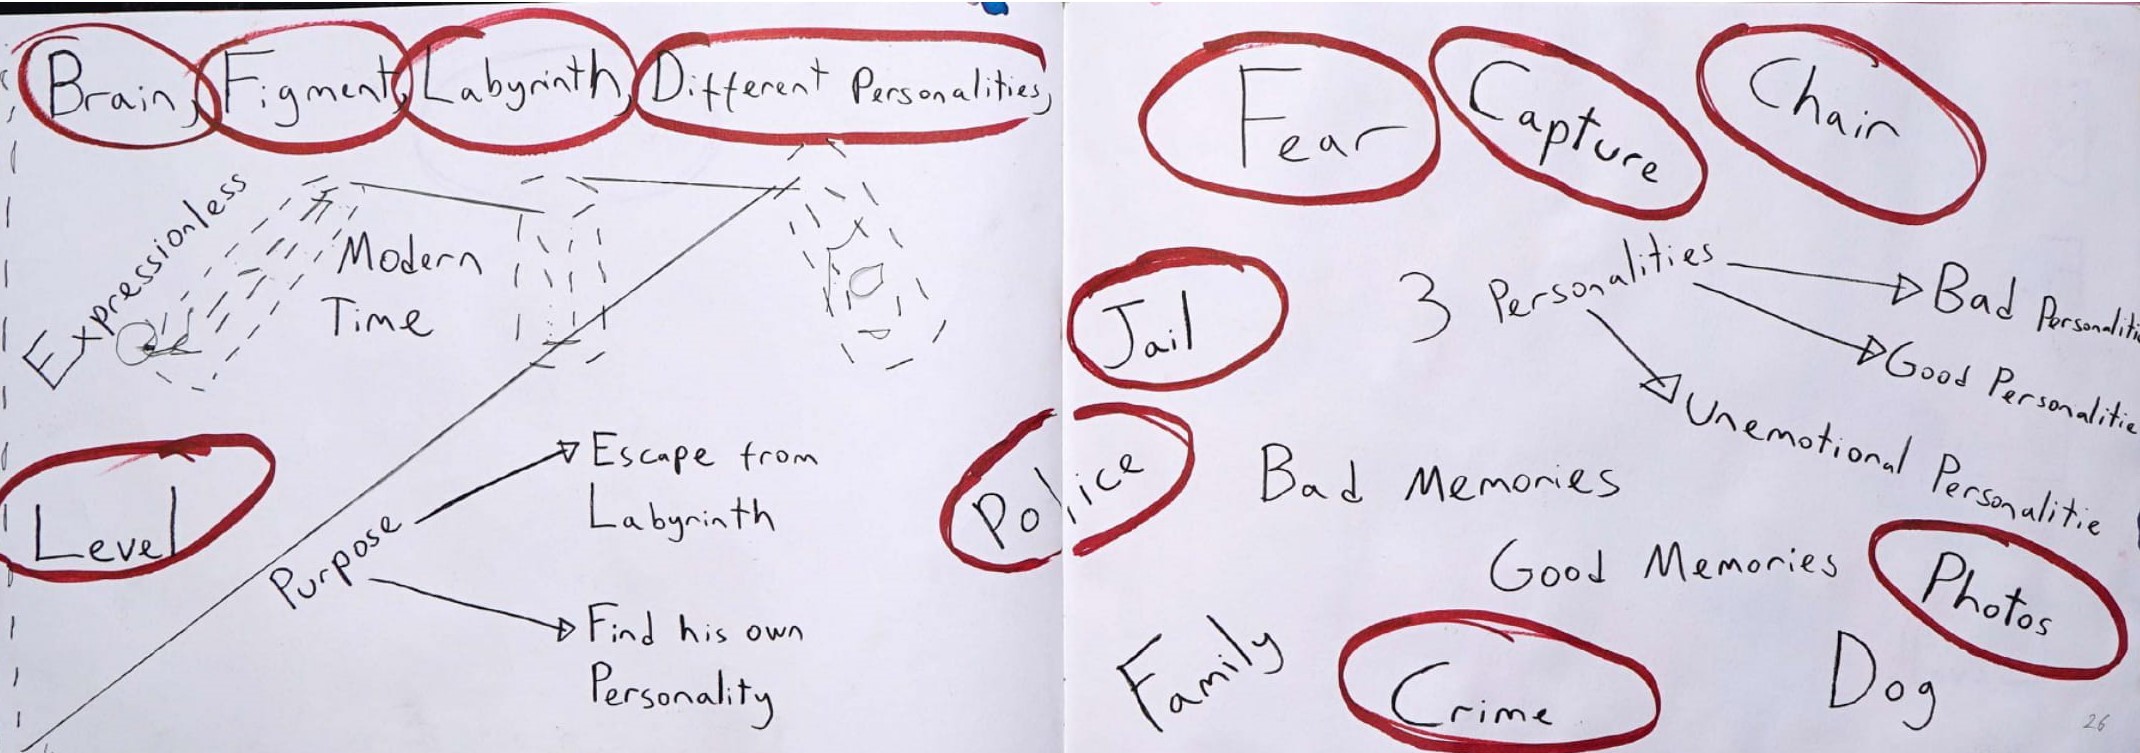 Brain, Figment, Labyrinth, Different Personalities,
Expressionless
Modern
Time
Level
Purpose
Escape from
Labyrinth
Find his own
Personality
Police
Fear
Capture
Chair
Jail
3 Personalities
Bad Personalitie
Good Personalitie
Unemotional Personalitie
Bad Memories
Good Memories
Photos
Family
Crime
Dog
26